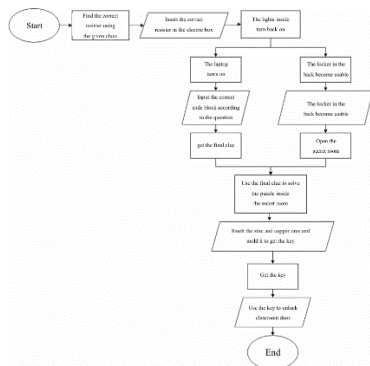 Start
Find the correct
resistor using
the given clues
Insert the correct
resistor in the electric box
The lights inside
turn back on
The laptop
turns on
The locker in the
back become usable
Input the correct
code block according
to the question
The locker in the
back become usable
get the final clue
Open the
secret room
Use the final clue to solve
the puzzle inside
the secret room
Smelt the zinc and copper ores and
mold it to get the key
Get the key
Use the key to unlock
classroom door
End